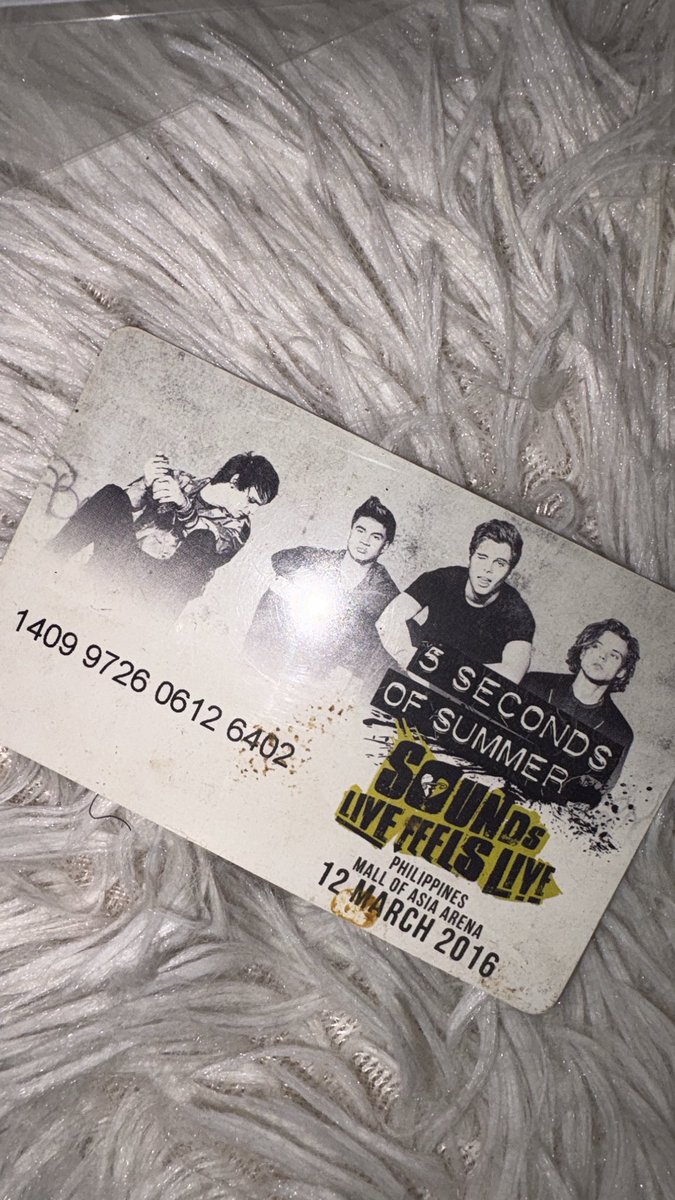 1409 9726 0612 6402
5 SECONDS
OF SUMMER
SOUNDS
LIVE FEELS LIVE
PHILIPPINES
MALL OF ASIA ARENA
12 MARCH 2016